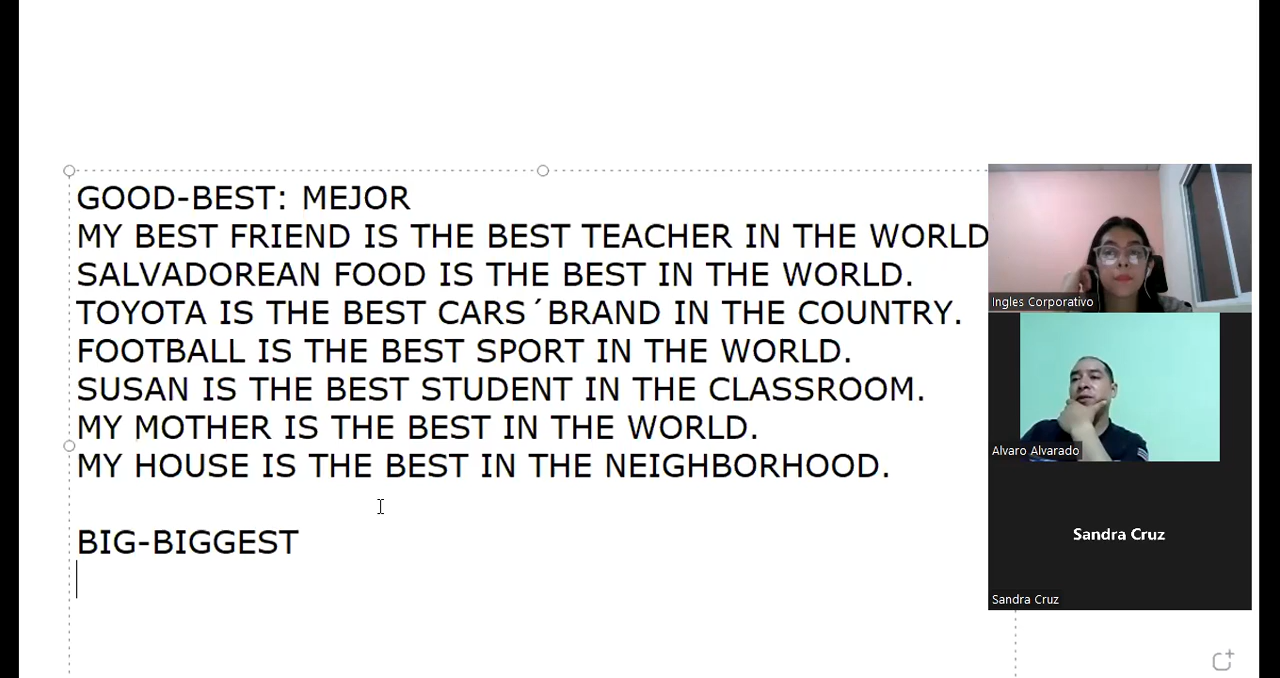 GOOD-BEST: MEJOR
MY BEST FRIEND IS THE BEST TEACHER IN THE WORLD
SALVADOREAN FOOD IS THE BEST IN THE WORLD.
TOYOTA IS THE BEST CARS´BRAND IN THE COUNTRY.
FOOTBALL IS THE BEST SPORT IN THE WORLD.
SUSAN IS THE BEST STUDENT IN THE CLASSROOM.
MY MOTHER IS THE BEST IN THE WORLD.
MY HOUSE IS THE BEST IN THE NEIGHBORHOOD.
BIG-BIGGEST
Ingles Corporativo
Alvaro Alvarado
Sandra Cruz
Sandra Cruz